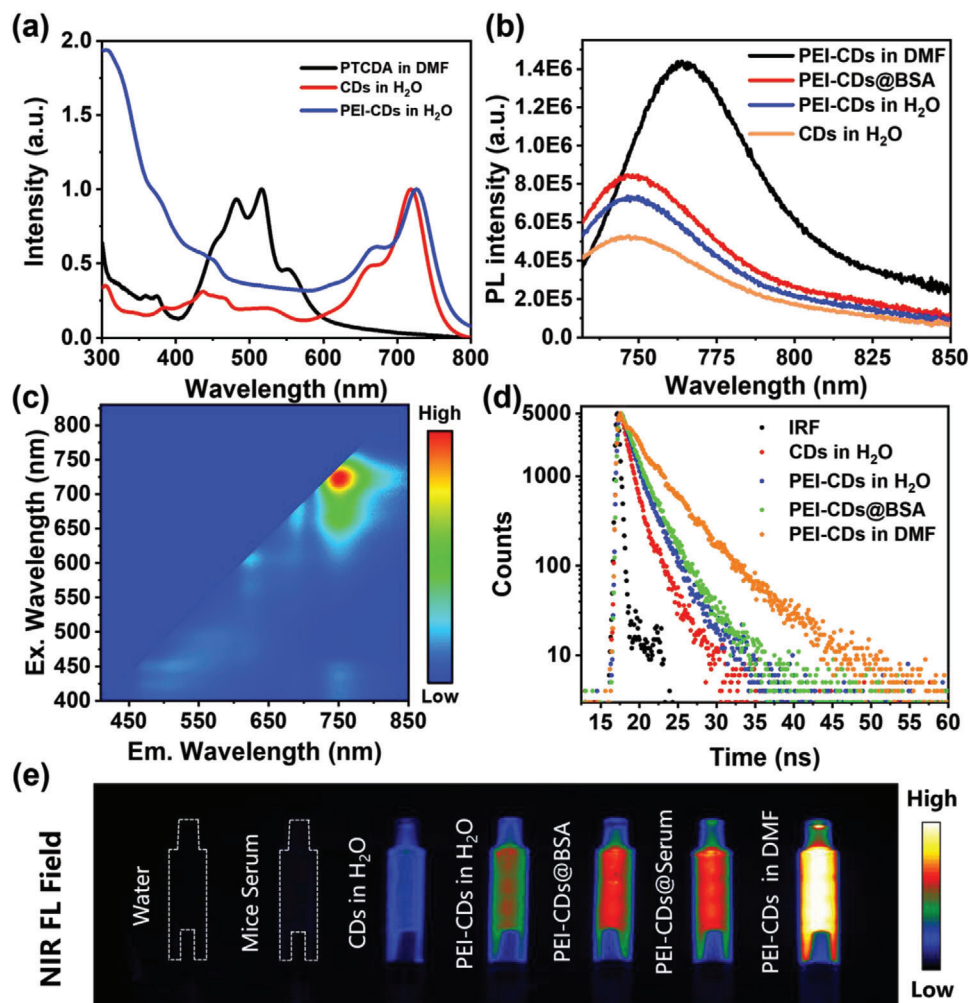 (a)
2.0
1.5
1.0
0.5
0.0
Intensity (a.u.)
PTCDA in DMF
CDs in H₂O
PEI-CDs in H₂O
300 400 500 600 700 800
Wavelength (nm)
(b)
1.4E6
1.2E6
1.0E6
8.0E5
6.0E5
4.0E5
2.0E5
0.0
PL intensity (a.u.)
PEI-CDs in DMF
PEI-CDs@BSA
PEI-CDs in H₂O
CDs in H₂O
750 775 800 825 850
Wavelength (nm)
(c)
800
750
700
650
600
550
500
450
400
Ex. Wavelength (nm)
450 550 650 750 850
Em. Wavelength (nm)
High
Low
(d)
5000
1000
100
10
Counts
IRF
CDs in H₂O
PEI-CDs in H₂O
PEI-CDs@BSA
PEI-CDs in DMF
15 20 25 30 35 40 45 50 55 60
Time (ns)
(e)
NIR FL Field
Water
Mice Serum
CDs in H₂O
PEI-CDs in H₂O
PEI-CDs@BSA
PEI-CDs@Serum
PEI-CDs in DMF
High
Low